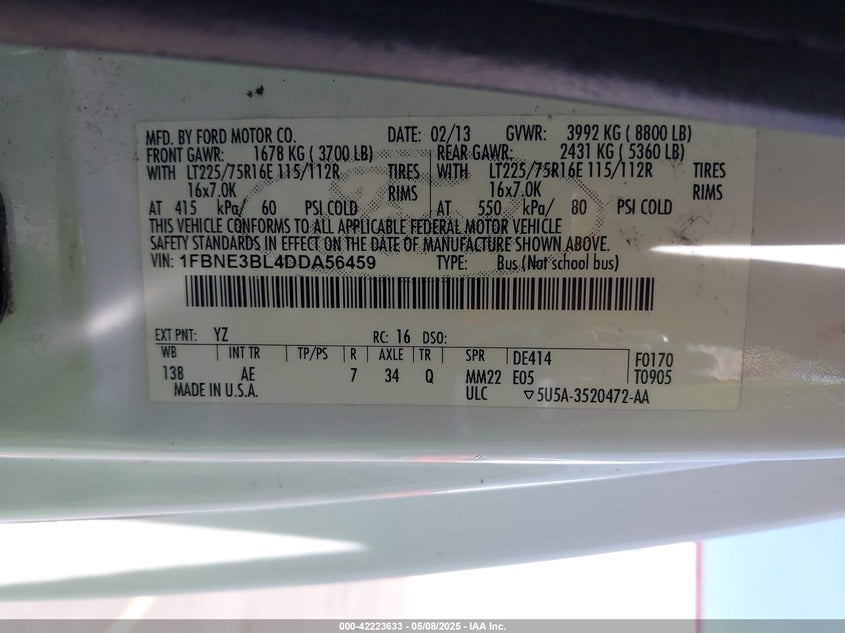 MFD. BY FORD MOTOR CO. DATE: 02/13 GVWR: 3992 KG ( 8800 LB)
FRONT GAWR: 1678 KG ( 3700 LB) REAR GAWR: 2431 KG ( 5360 LB)
WITH LT225/75R16E 115/112R TIRES WITH LT225/75R16E 115/112R TIRES
16x7.0K RIMS 16x7.0K RIMS
AT 415 kPa/ 60 PSI COLD AT 550 kPa/ 80 PSI COLD
THIS VEHICLE CONFORMS TO ALL APPLICABLE FEDERAL MOTOR VEHICLE
SAFETY STANDARDS IN EFFECT ON THE DATE OF MANUFACTURE SHOWN ABOVE.
VIN: 1FBNE3BL4DDA56459 TYPE: Bus (Not school bus)
EXT PNT: YZ RC: 16 DSO:
WB INT TR TP/PS R AXLE TR SPR DE414 F0170
138 AE 7 34 Q MM22 E05 T0905
MADE IN U.S.A. ULC ▽5U5A-3520472-AA
000-42223633 - 05/08/2025 - IAA Inc.